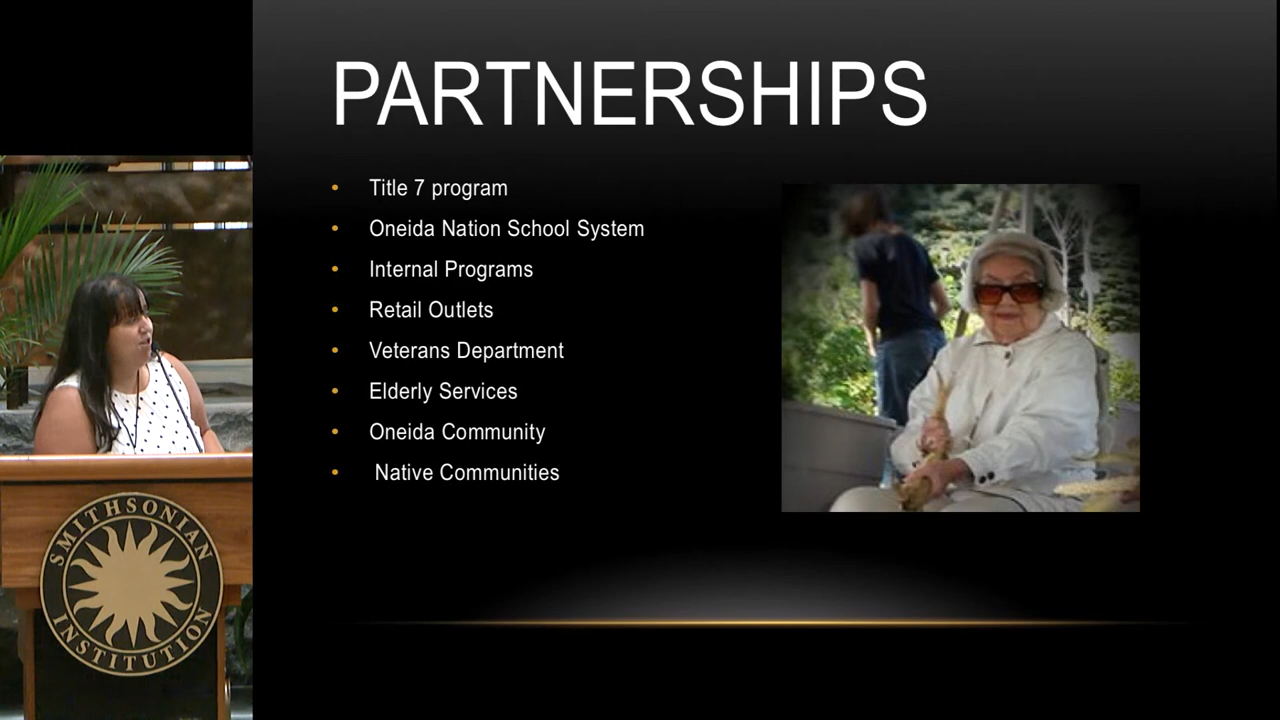 PARTNERSHIPS
• Title 7 program
• Oneida Nation School System
• Internal Programs
• Retail Outlets
• Veterans Department
• Elderly Services
• Oneida Community
• Native Communities
SMITHSONIAN
INSTITUTION